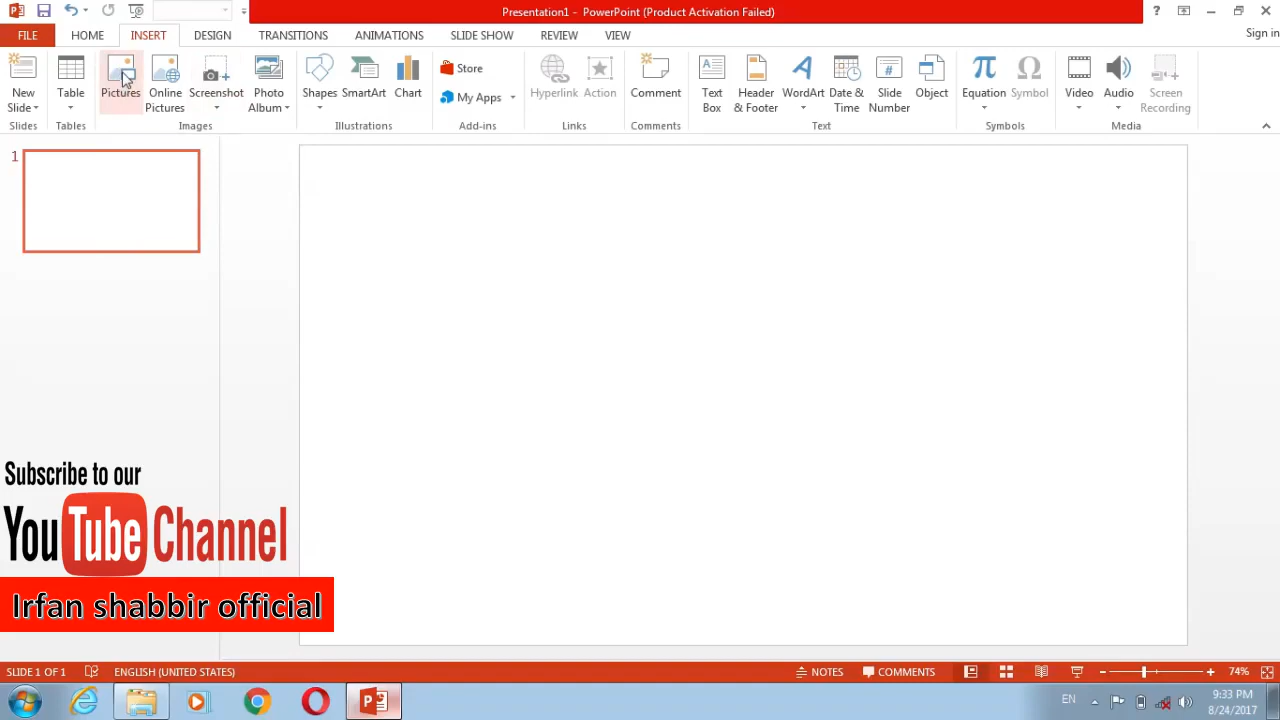 Presentation1 - PowerPoint (Product Activation Failed)
?
FILE HOME INSERT DESIGN TRANSITIONS ANIMATIONS SLIDE SHOW REVIEW VIEW Sign in
New Slide Table Pictures Online Pictures Screenshot Photo Album Shapes SmartArt Chart Store My Apps Hyperlink Action Comment Text Box Header & Footer WordArt Date & Time Slide Number Object Equation Symbol Video Audio Screen Recording
Slides Tables Images Illustrations Add-ins Links Comments Text Symbols Media
1
Subscribe to our
YouTube Channel
Irfan shabbir official
SLIDE 1 OF 1 ENGLISH (UNITED STATES) NOTES COMMENTS 74%
EN 9:33 PM
8/24/2017